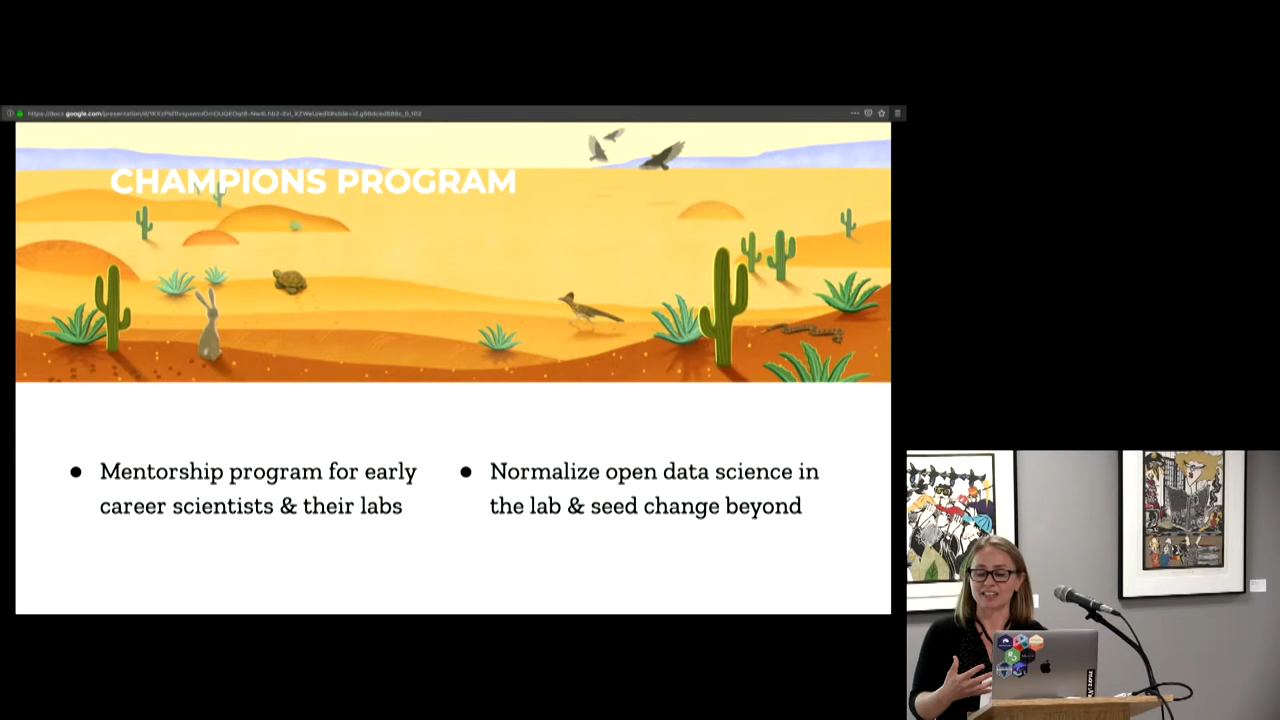 CHAMPIONS PROGRAM
● Mentorship program for early
career scientists & their labs
● Normalize open data science in
the lab & seed change beyond